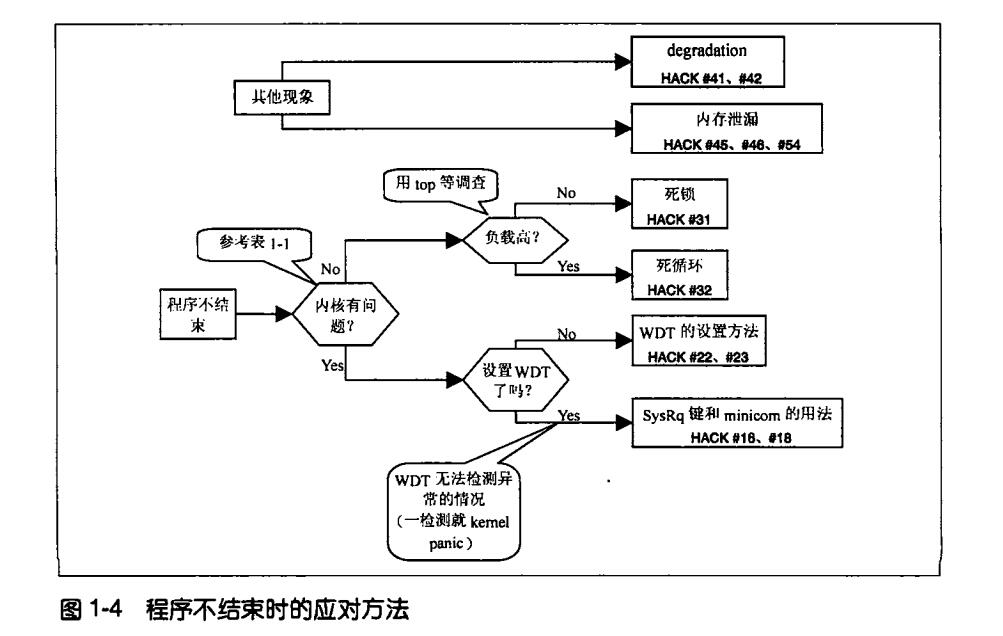 degradation
HACK #41、#42
其他现象
内存泄漏
HACK #45、#46、#54
用 top 等调查
No
死锁
HACK #31
参考表 1-1
负载高？
No
Yes
死循环
HACK #32
程序不结
束
内核有问
题？
No
WDT 的设置方法
HACK #22、#23
Yes
设置 WDT
了吗？
Yes
SysRq 键和 minicom 的用法
HACK #16、#18
WDT 无法检测异
常的情况
（一检测就 kernel
panic）
图 1-4 程序不结束时的应对方法